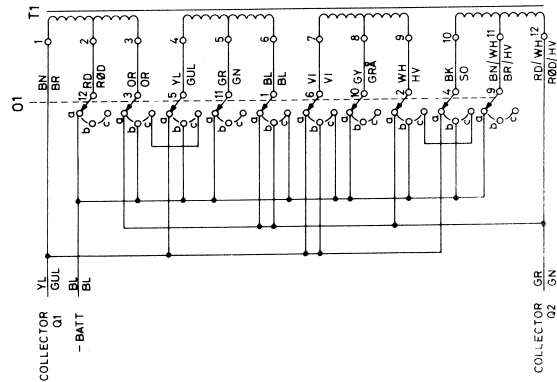 T1
1 2 3 4 5 6 7 8 9 10 11 12
BN BR
RD RØD
OR OR
YL GUL
GR GN
BL BL
VI VI
GY GRÅ
WH HV
BK SO
BN/WH BR/HV
RD/WH RØD/HV
O1
12 3 5 11 1 6 10 2 4 9
a a a a a a a a a a
b b b b b b b b b b
c c c c c c c c c c
YL GUL
BL BL
GR GN
COLLECTOR Q1
- BATT
COLLECTOR Q2